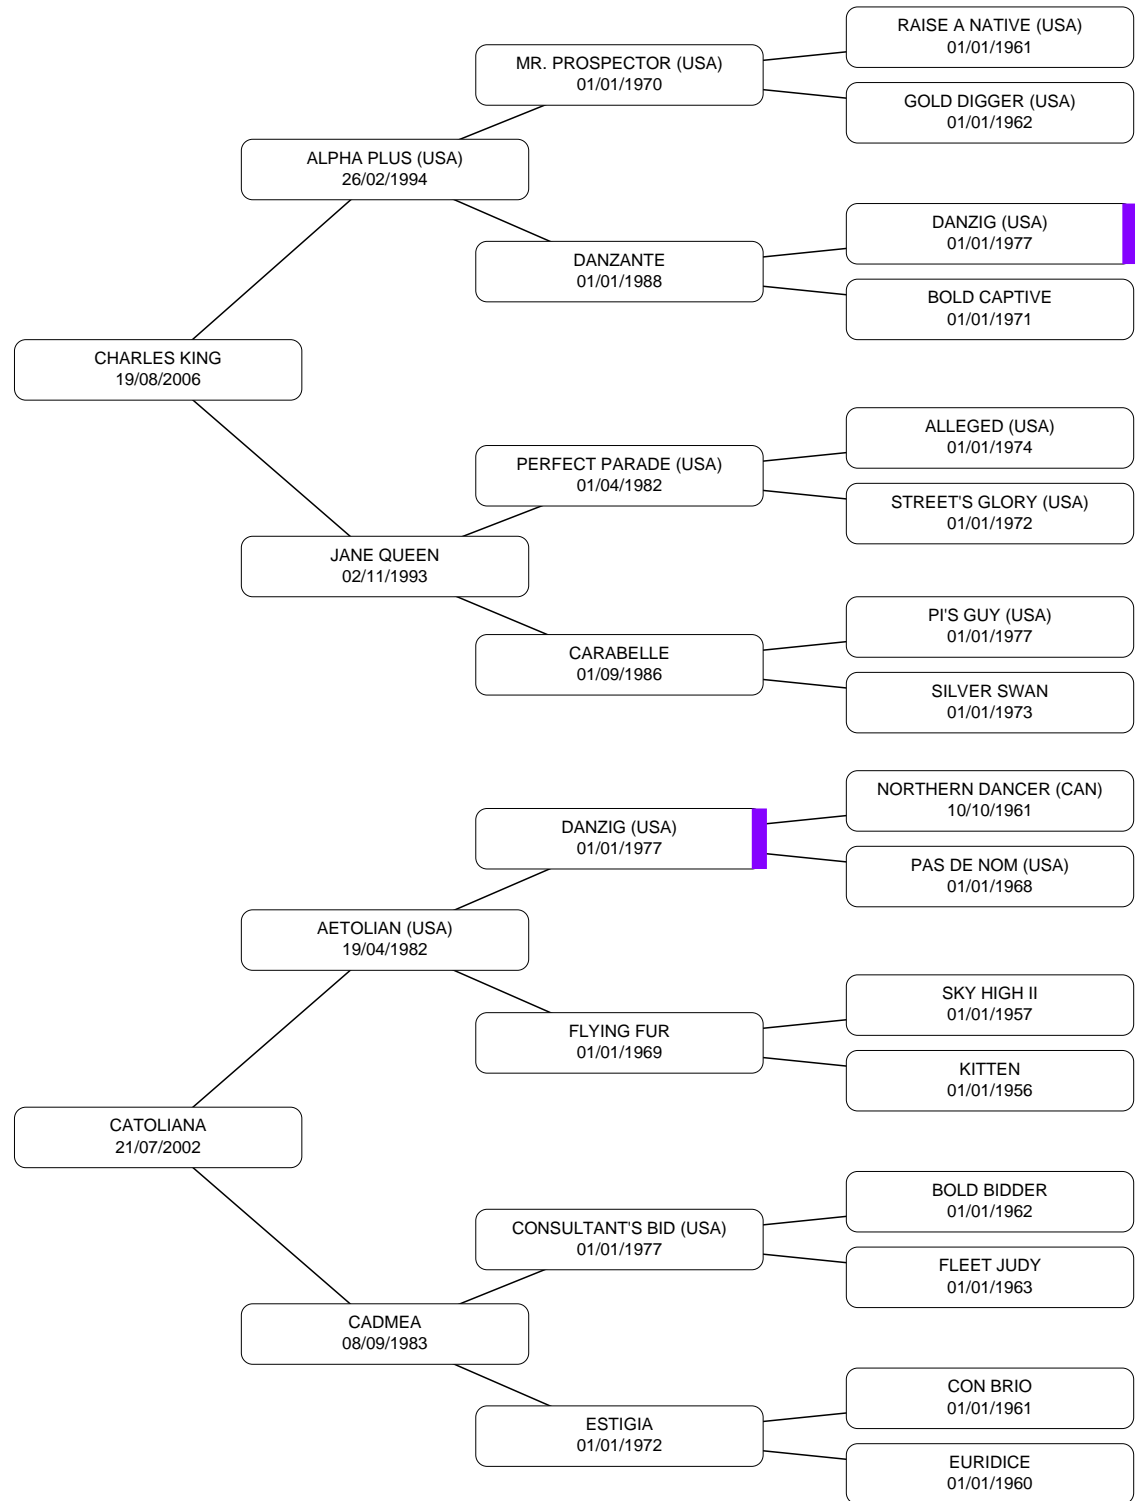 RAISE A NATIVE (USA)
01/01/1961
MR. PROSPECTOR (USA)
01/01/1970
GOLD DIGGER (USA)
01/01/1962
ALPHA PLUS (USA)
26/02/1994
DANZIG (USA)
01/01/1977
DANZANTE
01/01/1988
BOLD CAPTIVE
01/01/1971
CHARLES KING
19/08/2006
ALLEGED (USA)
01/01/1974
PERFECT PARADE (USA)
01/04/1982
STREET'S GLORY (USA)
01/01/1972
JANE QUEEN
02/11/1993
PI'S GUY (USA)
01/01/1977
CARABELLE
01/09/1986
SILVER SWAN
01/01/1973
NORTHERN DANCER (CAN)
10/10/1961
DANZIG (USA)
01/01/1977
PAS DE NOM (USA)
01/01/1968
AETOLIAN (USA)
19/04/1982
SKY HIGH II
01/01/1957
FLYING FUR
01/01/1969
KITTEN
01/01/1956
CATOLIANA
21/07/2002
BOLD BIDDER
01/01/1962
CONSULTANT'S BID (USA)
01/01/1977
FLEET JUDY
01/01/1963
CADMEA
08/09/1983
CON BRIO
01/01/1961
ESTIGIA
01/01/1972
EURIDICE
01/01/1960